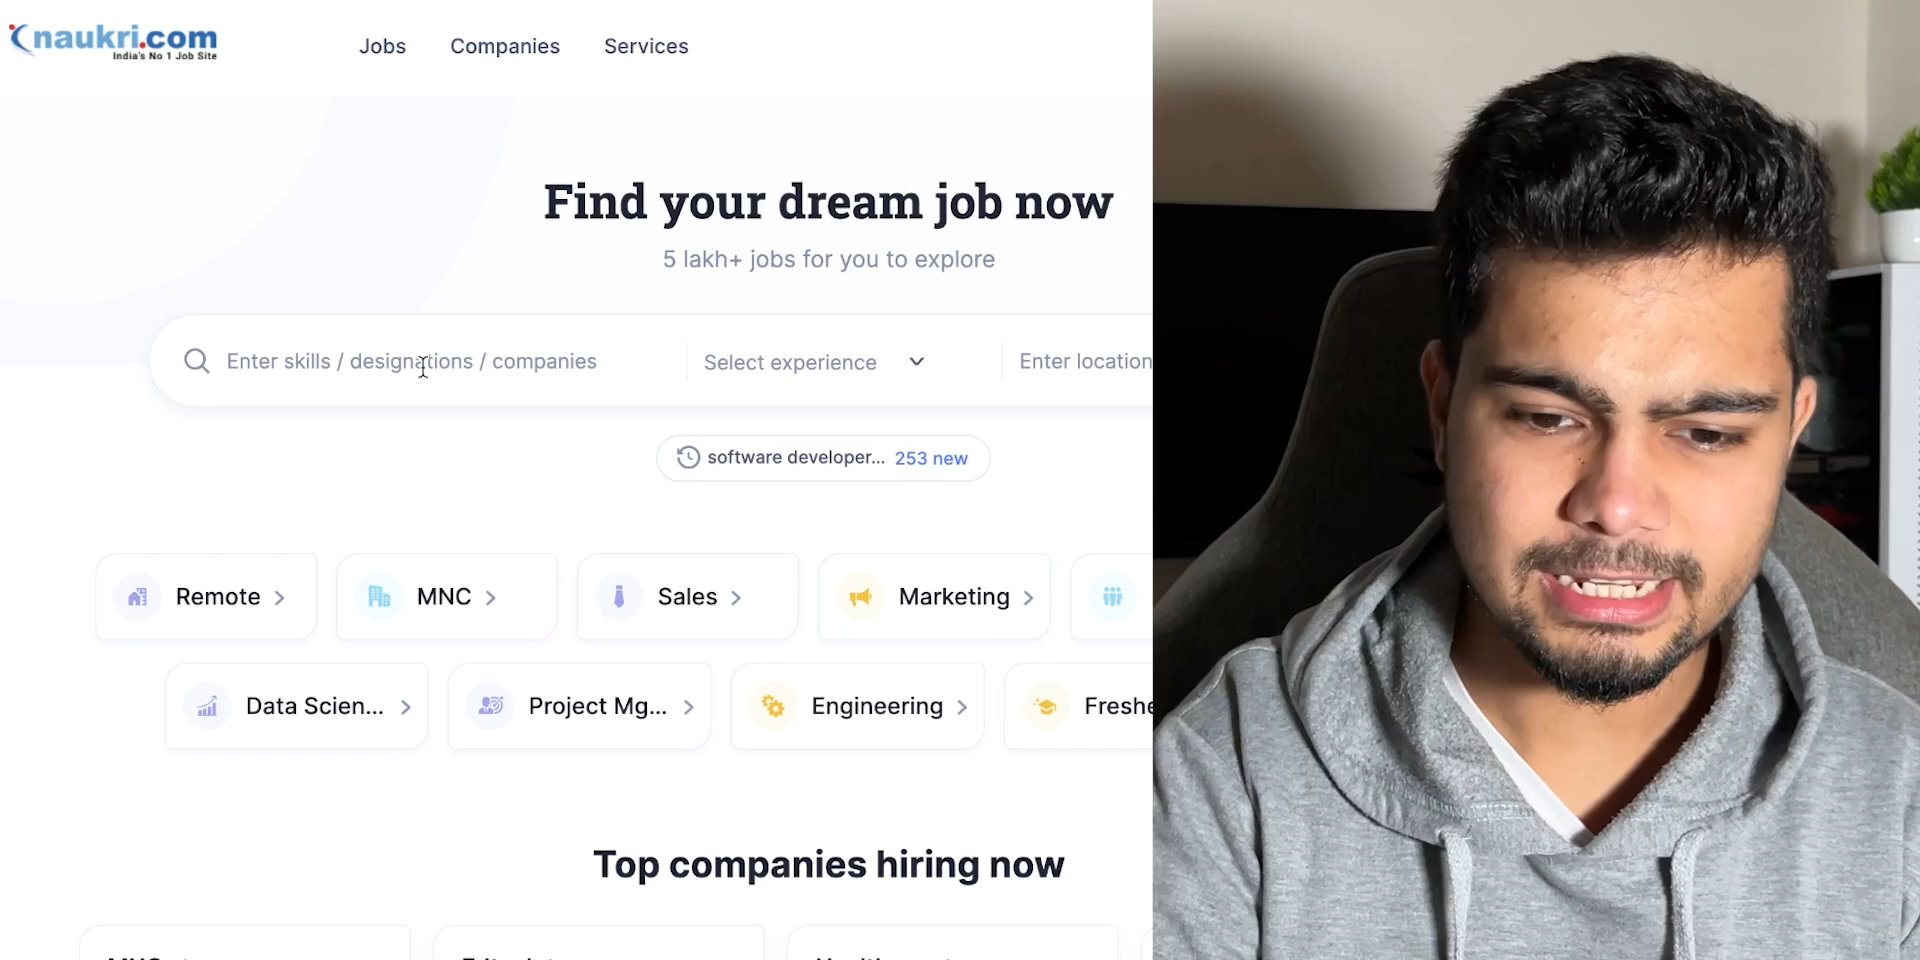 naukri.com
India's No 1 Job Site
Jobs Companies Services
Find your dream job now
5 lakh+ jobs for you to explore
Enter skills / designations / companies Select experience Enter location
software developer... 253 new
Remote MNC Sales Marketing
Data Scien... Project Mg... Engineering Freshe
Top companies hiring now